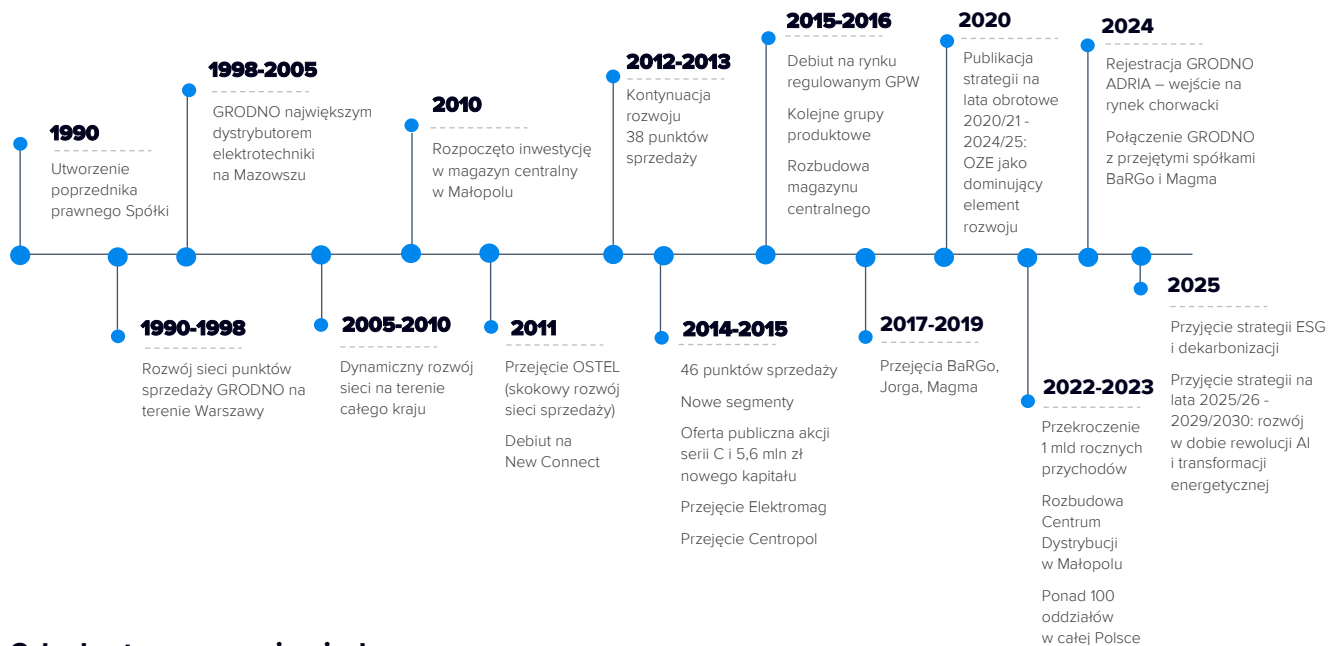 1990
Utworzenie
poprzednika
prawnego Spółki
1990-1998
Rozwój sieci punktów
sprzedaży GRODNO na
terenie Warszawy
1998-2005
GRODNO największym
dystrybutorem
elektrotechniki
na Mazowszu
2005-2010
Dynamiczny rozwój
sieci na terenie
całego kraju
2010
Rozpoczęto inwestycję
w magazyn centralny
w Małopolu
2011
Przejęcie OSTEL
(skokowy rozwój
sieci sprzedaży)
Debiut na
New Connect
2012-2013
Kontynuacja
rozwoju
38 punktów
sprzedaży
2014-2015
46 punktów sprzedaży
Nowe segmenty
Oferta publiczna akcji
serii C i 5,6 mln zł
nowego kapitału
Przejęcie Elektromag
Przejęcie Centropol
2015-2016
Debiut na rynku
regulowanym GPW
Kolejne grupy
produktowe
Rozbudowa
magazynu
centralnego
2017-2019
Przejęcia BaRGo,
Jorga, Magma
2020
Publikacja
strategii na
lata obrotowe
2020/21 -
2024/25:
OZE jako
dominujący
element
rozwoju
2022-2023
Przekroczenie
1 mld rocznych
przychodów
Rozbudowa
Centrum
Dystrybucji
w Małopolu
Ponad 100
oddziałów
w całej Polsce
2024
Rejestracja GRODNO
ADRIA – wejście na
rynek chorwacki
Połączenie GRODNO
z przejętymi spółkami
BaRGo i Magma
2025
Przyjęcie strategii ESG
i dekarbonizacji
Przyjęcie strategii na
lata 2025/26 -
2029/2030: rozwój
w dobie rewolucji AI
i transformacji
energetycznej